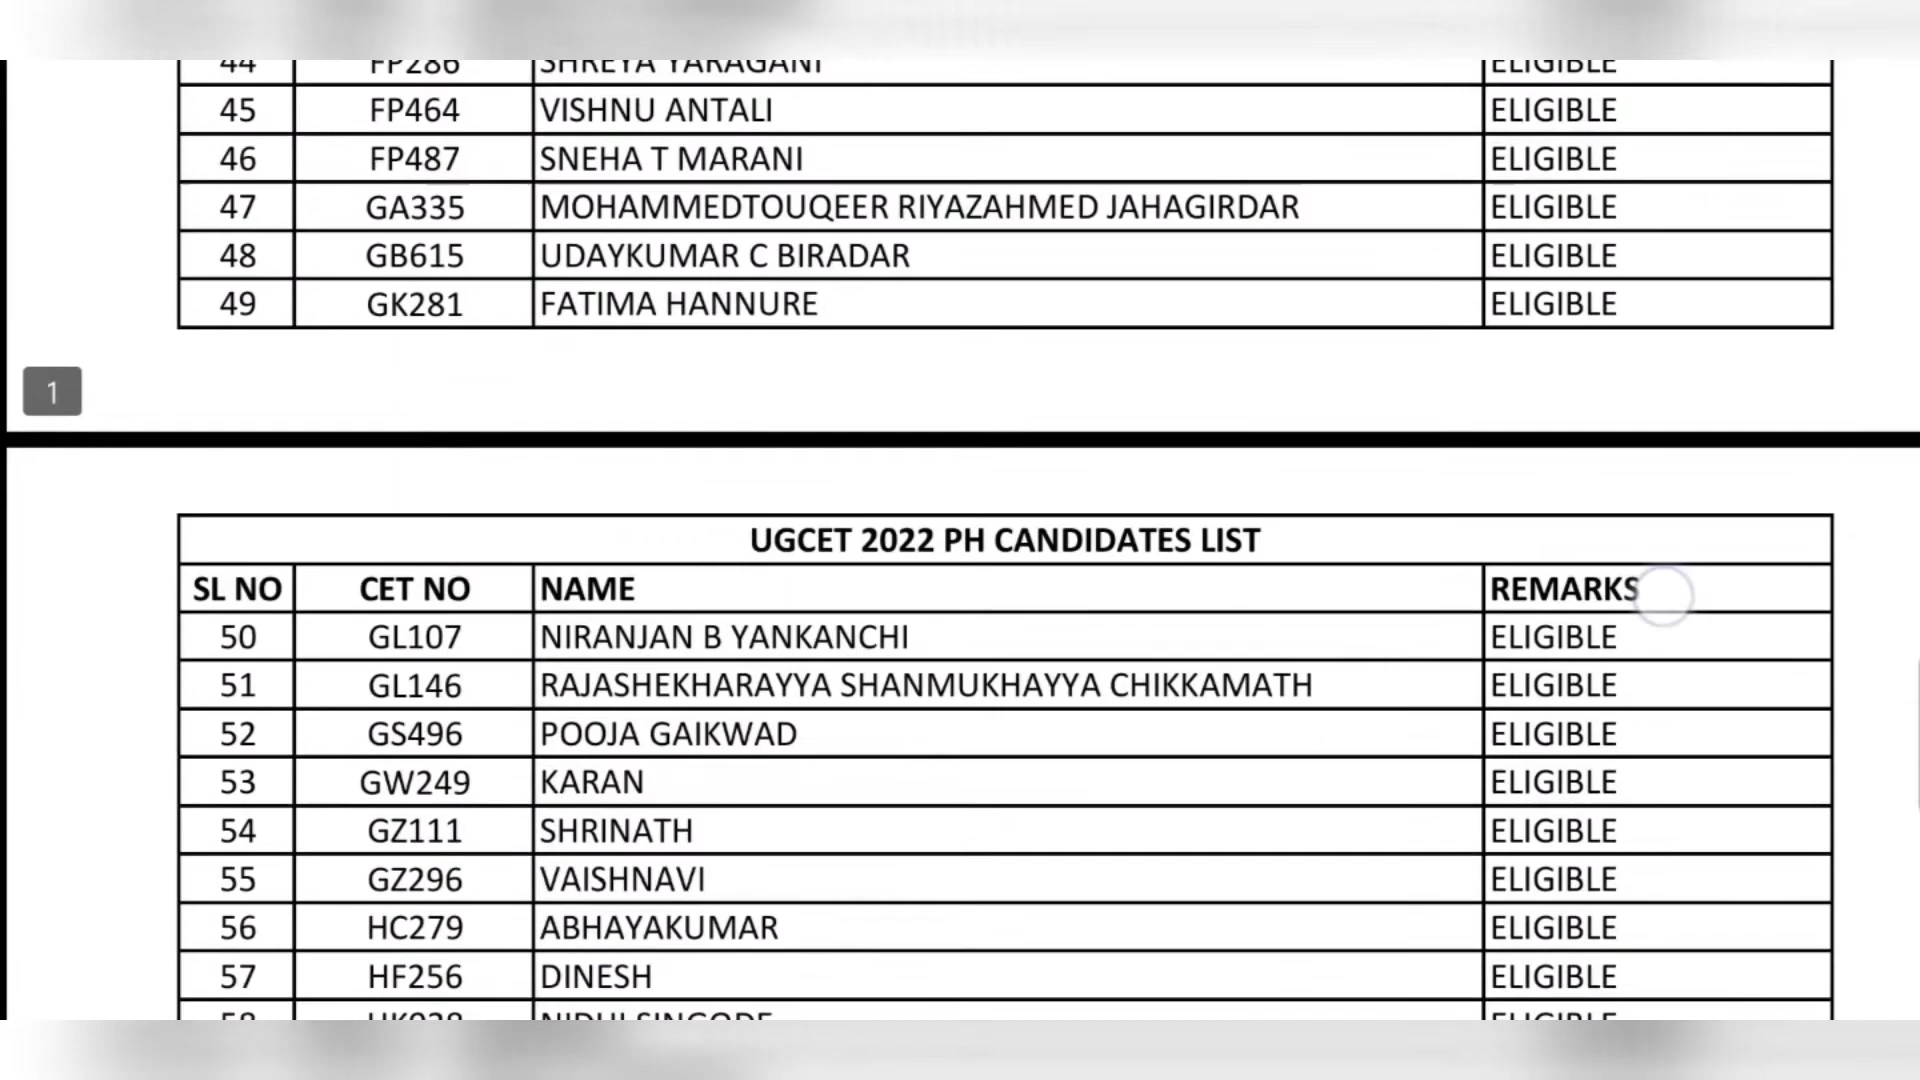 44 FP286 SHREYA YARAGANI ELIGIBLE
45 FP464 VISHNU ANTALI ELIGIBLE
46 FP487 SNEHA T MARANI ELIGIBLE
47 GA335 MOHAMMEDTOUQEER RIYAZAHMED JAHAGIRDAR ELIGIBLE
48 GB615 UDAYKUMAR C BIRADAR ELIGIBLE
49 GK281 FATIMA HANNURE ELIGIBLE
1
UGCET 2022 PH CANDIDATES LIST
SL NO CET NO NAME REMARKS
50 GL107 NIRANJAN B YANKANCHI ELIGIBLE
51 GL146 RAJASHEKHARAYYA SHANMUKHAYYA CHIKKAMATH ELIGIBLE
52 GS496 POOJA GAIKWAD ELIGIBLE
53 GW249 KARAN ELIGIBLE
54 GZ111 SHRINATH ELIGIBLE
55 GZ296 VAISHNAVI ELIGIBLE
56 HC279 ABHAYAKUMAR ELIGIBLE
57 HF256 DINESH ELIGIBLE
58 ELIGIBLE